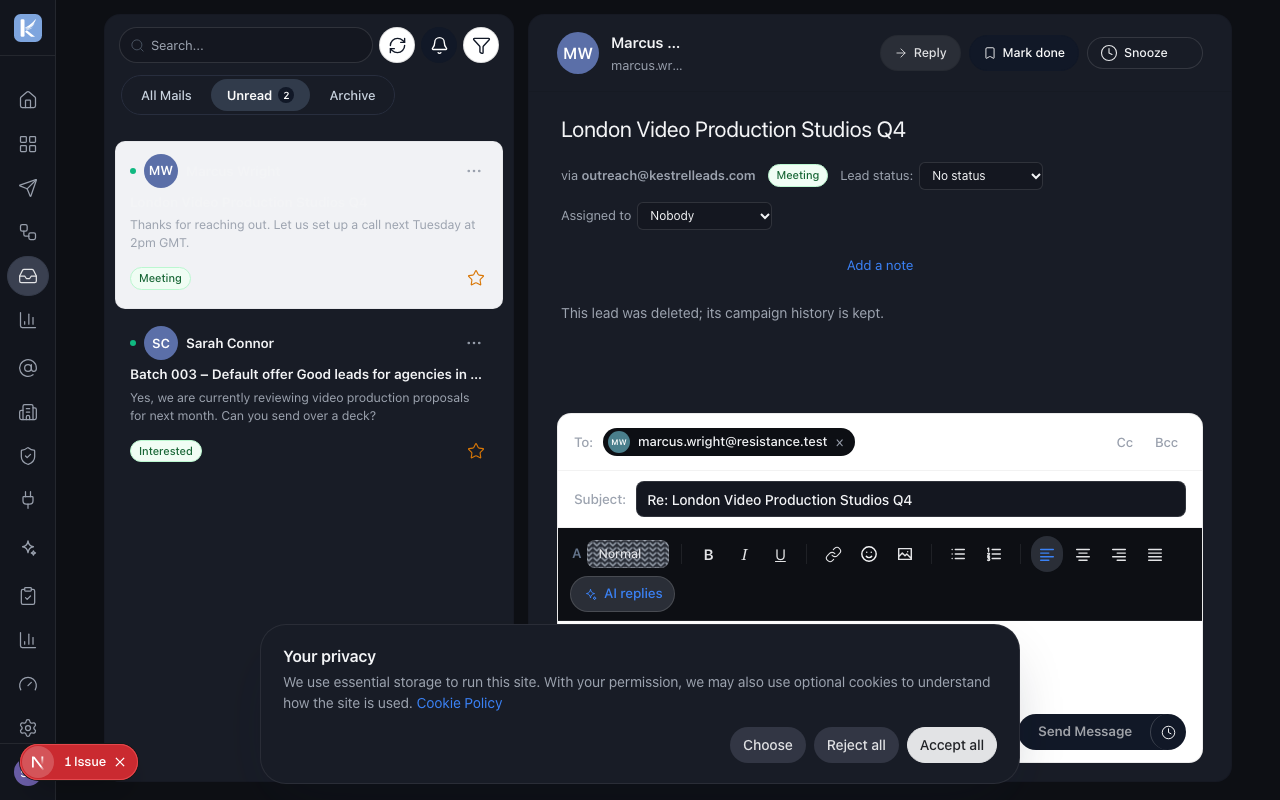 Search...
All Mails
Unread 2
Archive
MW
Thanks for reaching out. Let us set up a call next Tuesday at
2pm GMT.
Meeting
SC Sarah Connor
Batch 003 – Default offer Good leads for agencies in ...
Yes, we are currently reviewing video production proposals
for next month. Can you send over a deck?
Interested
MW
Marcus ...
marcus.wr...
Reply
Mark done
Snooze
London Video Production Studios Q4
via outreach@kestrelleads.com Meeting Lead status: No status
Assigned to Nobody
Add a note
This lead was deleted; its campaign history is kept.
To: MW marcus.wright@resistance.test × Cc Bcc
Subject: Re: London Video Production Studios Q4
A Normal B I U
AI replies
Send Message
Your privacy
We use essential storage to run this site. With your permission, we may also use optional cookies to understand
how the site is used. Cookie Policy
Choose
Reject all
Accept all
N 1 Issue